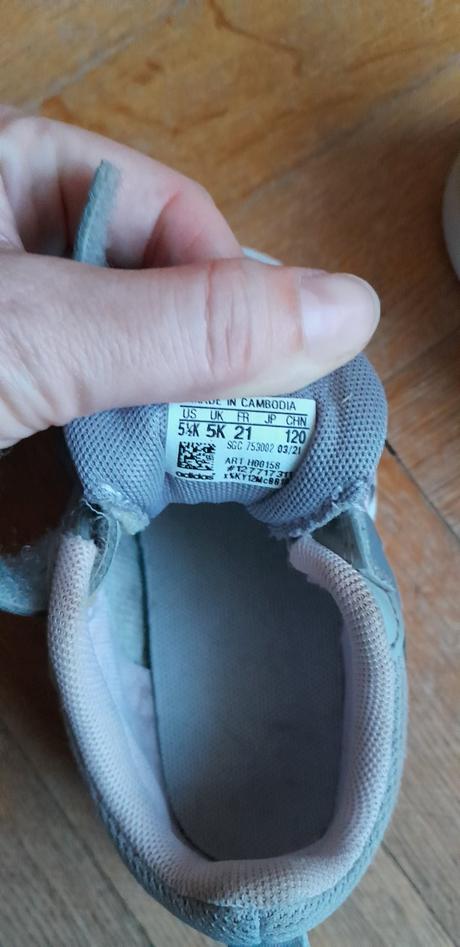 IN CAMBODIA
US UK FR JP CHN
5½K 5K 21 120
SGC 753002 03/21
ART H00158
adidas